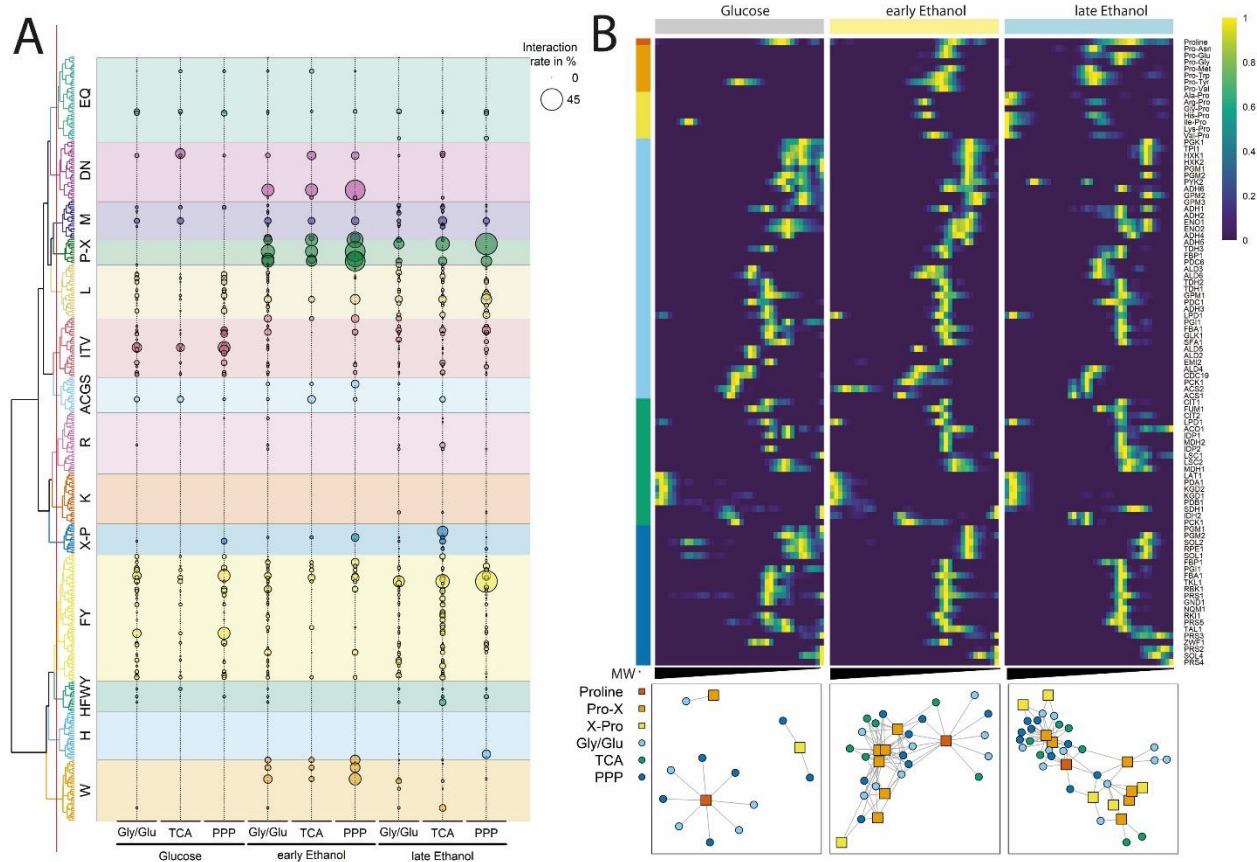 A
Interaction
rate in %
0
45
EQ
DN
M
P-X
L
ITV
ACGS
R
K
X-P
FY
HFWY
H
W
Gly/Glu TCA PPP Gly/Glu TCA PPP Gly/Glu TCA PPP
Glucose early Ethanol late Ethanol
B
Glucose early Ethanol late Ethanol
1
0.8
0.6
0.4
0.2
0
Proline
Pro-Asn
Pro-Glu
Pro-Gly
Pro-Met
Pro-Trp
Pro-Tyr
Pro-Val
Ala-Pro
Arg-Pro
Gly-Pro
His-Pro
Ile-Pro
Lys-Pro
Val-Pro
PGK1
TPI1
HXK1
HXK2
PGM1
PGM2
PYK2
ADH6
GPM2
GPM3
ADH1
ADH2
ENO1
ENO2
ADH4
ADH5
TDH3
FBP1
PDC6
ALD3
ALD6
TDH2
TDH1
GPM1
PDC1
ADH3
LPD1
PGI1
FBA1
GLK1
SFA1
ALD5
ALD2
EMI2
ALD4
CDC19
PCK1
ACS2
ACS1
CIT1
FUM1
CIT2
LPD1
ACO1
IDP1
MDH2
IDP2
LSC1
LSC2
MDH1
LAT1
PDA1
KGD2
KGD1
PDB1
SDH1
IDH2
PCK1
PGM1
PGM2
SOL2
RPE1
SOL1
FBP1
PGI1
FBA1
TKL1
RBK1
PRS1
GND1
NQM1
RKI1
PRS5
TAL1
PRS3
ZWF1
PRS2
SOL4
PRS4
MW
Proline
Pro-X
X-Pro
Gly/Glu
TCA
PPP